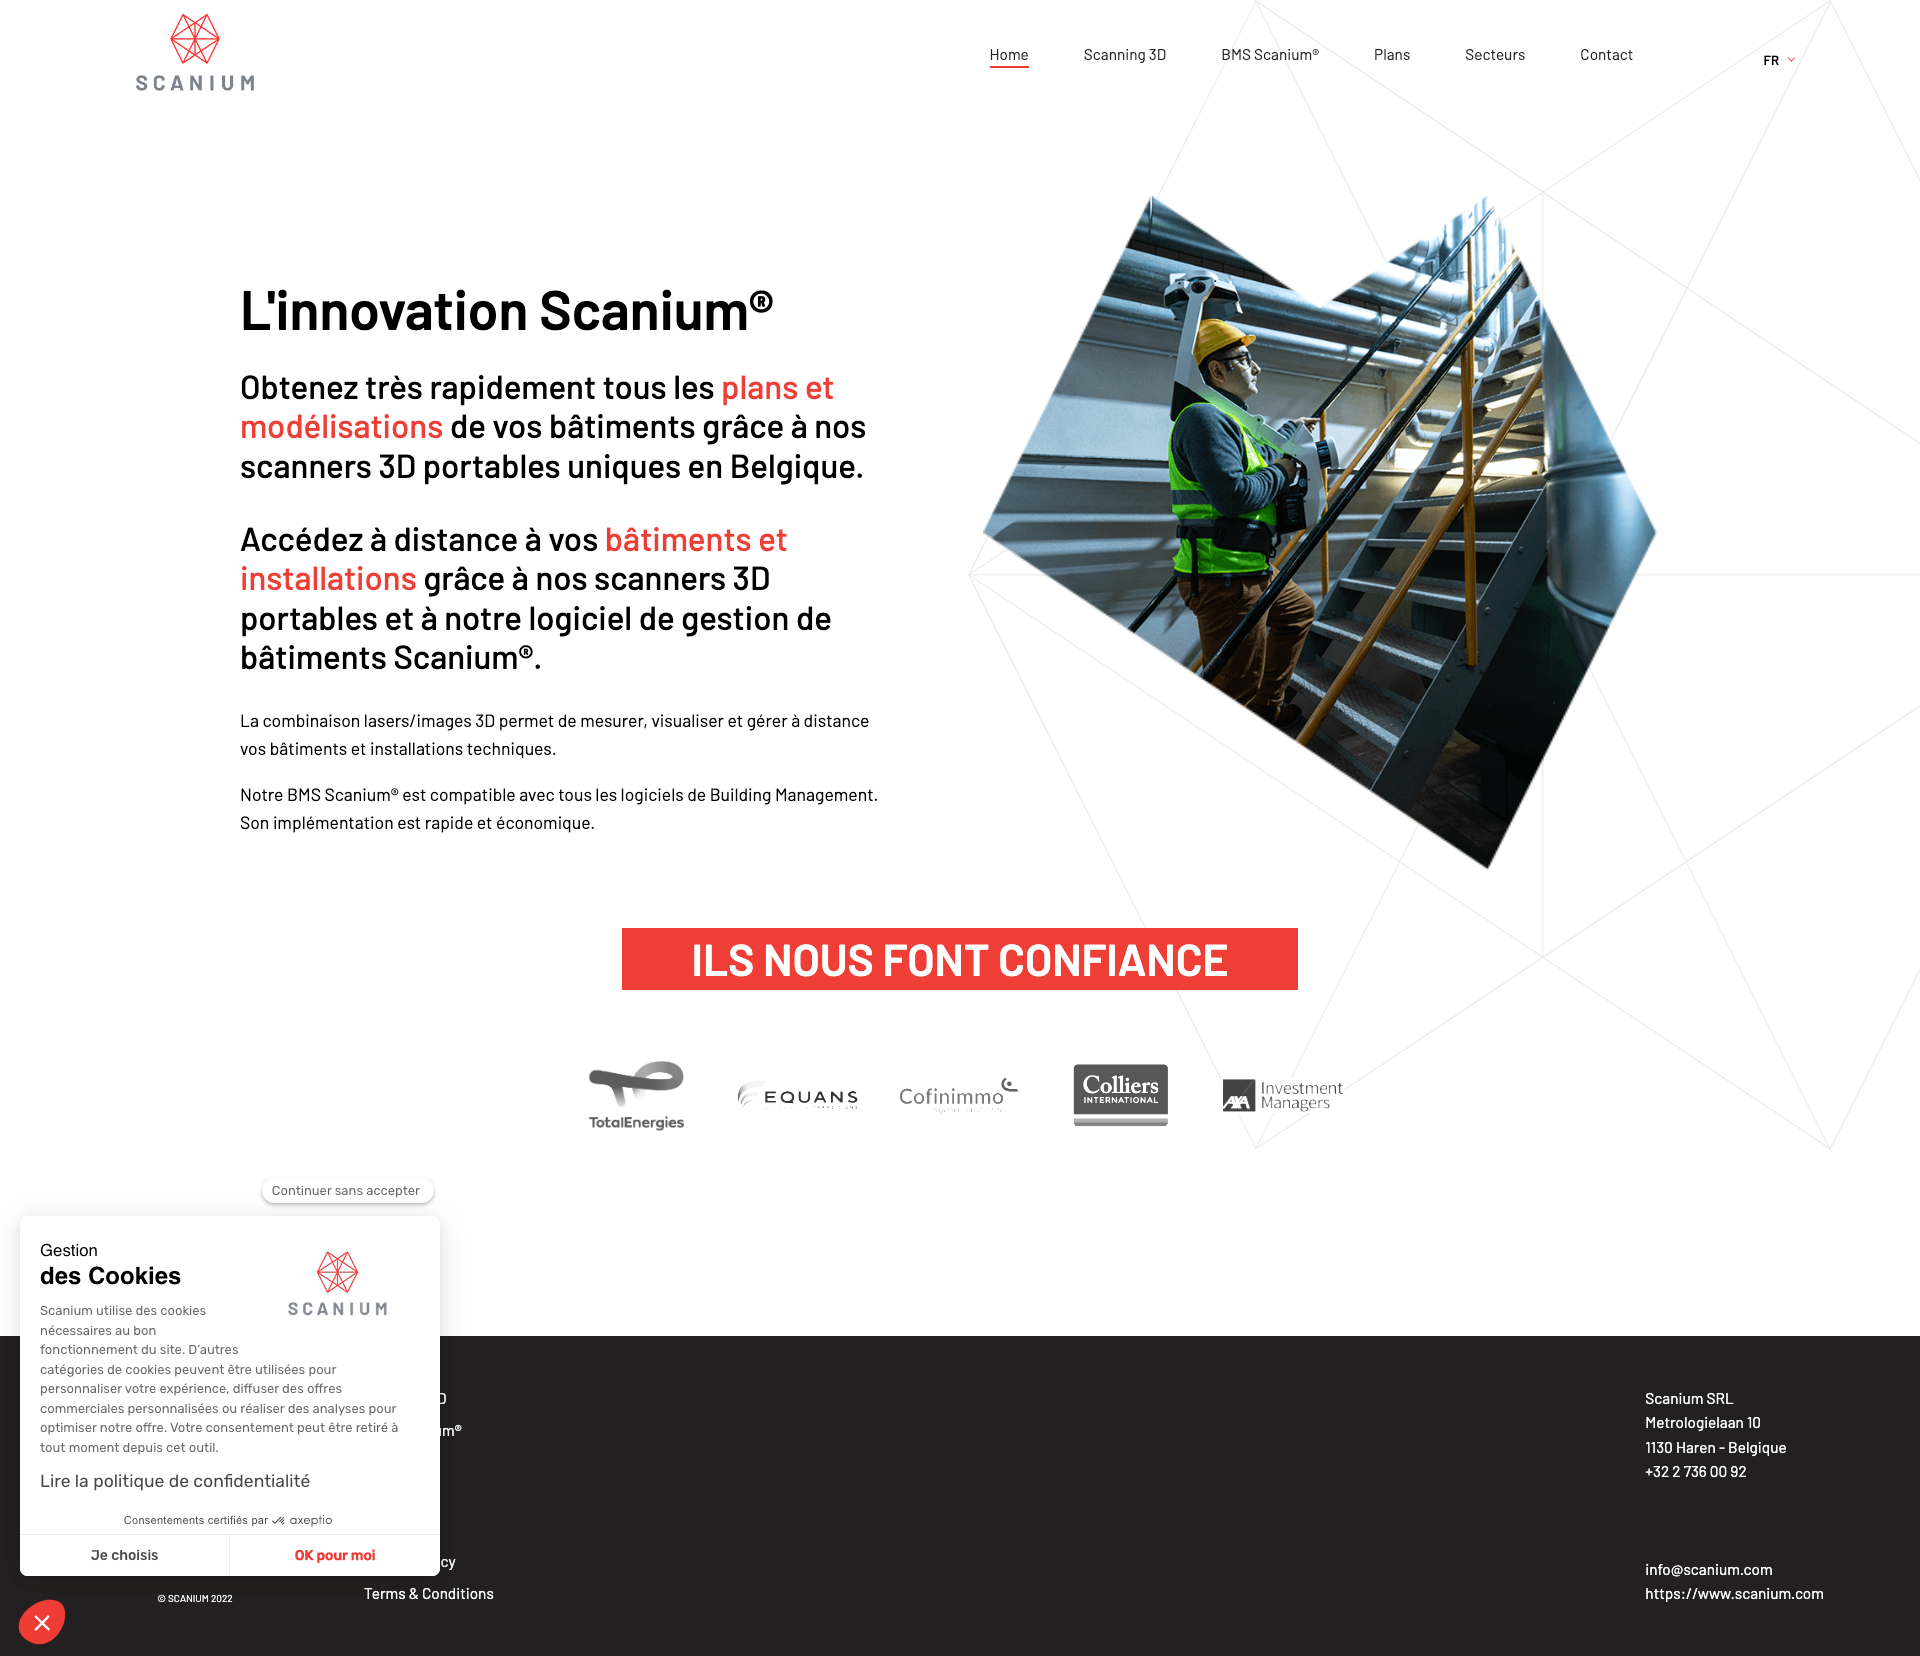 SCANIUM
Home
Scanning 3D
BMS Scanium®
Plans
Secteurs
Contact
FR
L'innovation Scanium®
Obtenez très rapidement tous les plans et
modélisations de vos bâtiments grâce à nos
scanners 3D portables uniques en Belgique.
Accédez à distance à vos bâtiments et
installations grâce à nos scanners 3D
portables et à notre logiciel de gestion de
bâtiments Scanium®.
La combinaison lasers/images 3D permet de mesurer, visualiser et gérer à distance
vos bâtiments et installations techniques.
Notre BMS Scanium® est compatible avec tous les logiciels de Building Management.
Son implémentation est rapide et économique.
ILS NOUS FONT CONFIANCE
TotalEnergies
EQUANS
Cofinimmo
Colliers
INTERNATIONAL
AXA
Investment
Managers
Continuer sans accepter
Gestion
des Cookies
SCANIUM
Scanium utilise des cookies
nécessaires au bon
fonctionnement du site. D'autres
catégories de cookies peuvent être utilisées pour
personnaliser votre expérience, diffuser des offres
commerciales personnalisées ou réaliser des analyses pour
optimiser notre offre. Votre consentement peut être retiré à
tout moment depuis cet outil.
Lire la politique de confidentialité
Consentements certifiés par axeptio
Je choisis
OK pour moi
© SCANIUM 2022
Terms & Conditions
Scanium SRL
Metrologielaan 10
1130 Haren - Belgique
+32 2 736 00 92
info@scanium.com
https://www.scanium.com